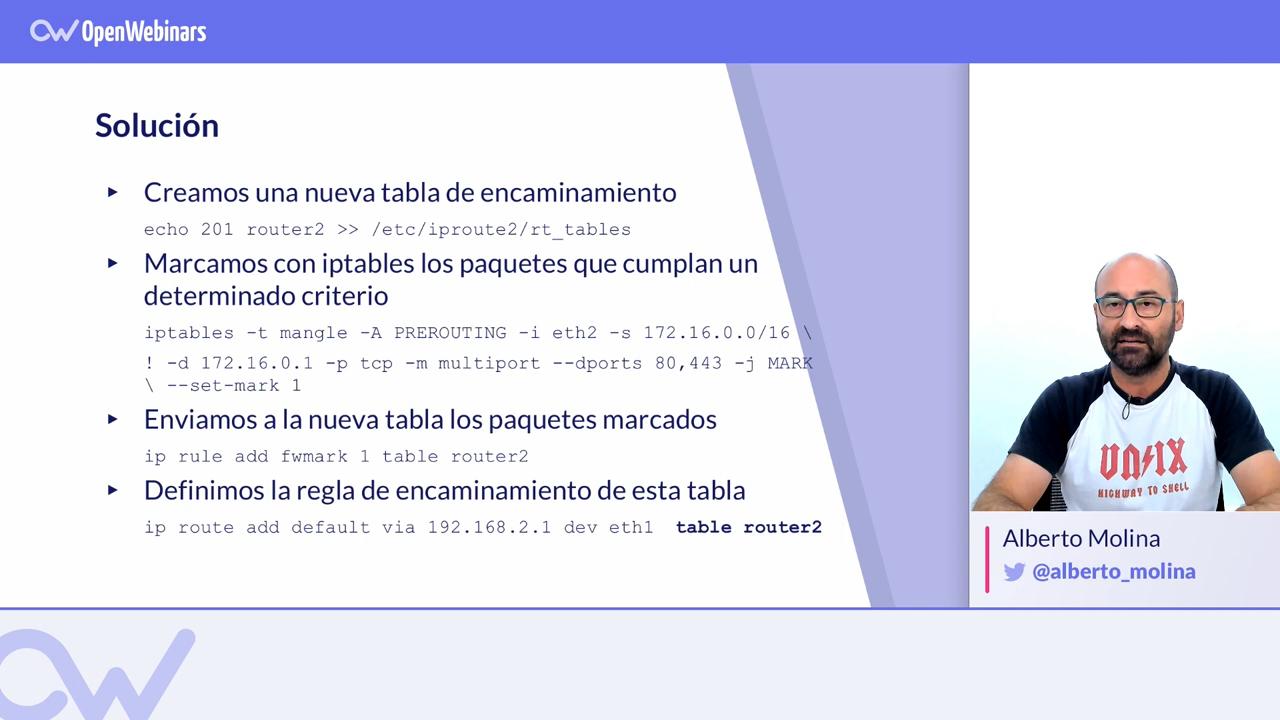 OpenWebinars
Solución
Creamos una nueva tabla de encaminamiento
echo 201 router2 >> /etc/iproute2/rt_tables
Marcamos con iptables los paquetes que cumplan un
determinado criterio
iptables -t mangle -A PREROUTING -i eth2 -s 172.16.0.0/16 \
! -d 172.16.0.1 -p tcp -m multiport --dports 80,443 -j MARK
\ --set-mark 1
Enviamos a la nueva tabla los paquetes marcados
ip rule add fwmark 1 table router2
Definimos la regla de encaminamiento de esta tabla
ip route add default via 192.168.2.1 dev eth1 table router2
UN IX
HIGHWAY TO SHELL
Alberto Molina
@alberto_molina